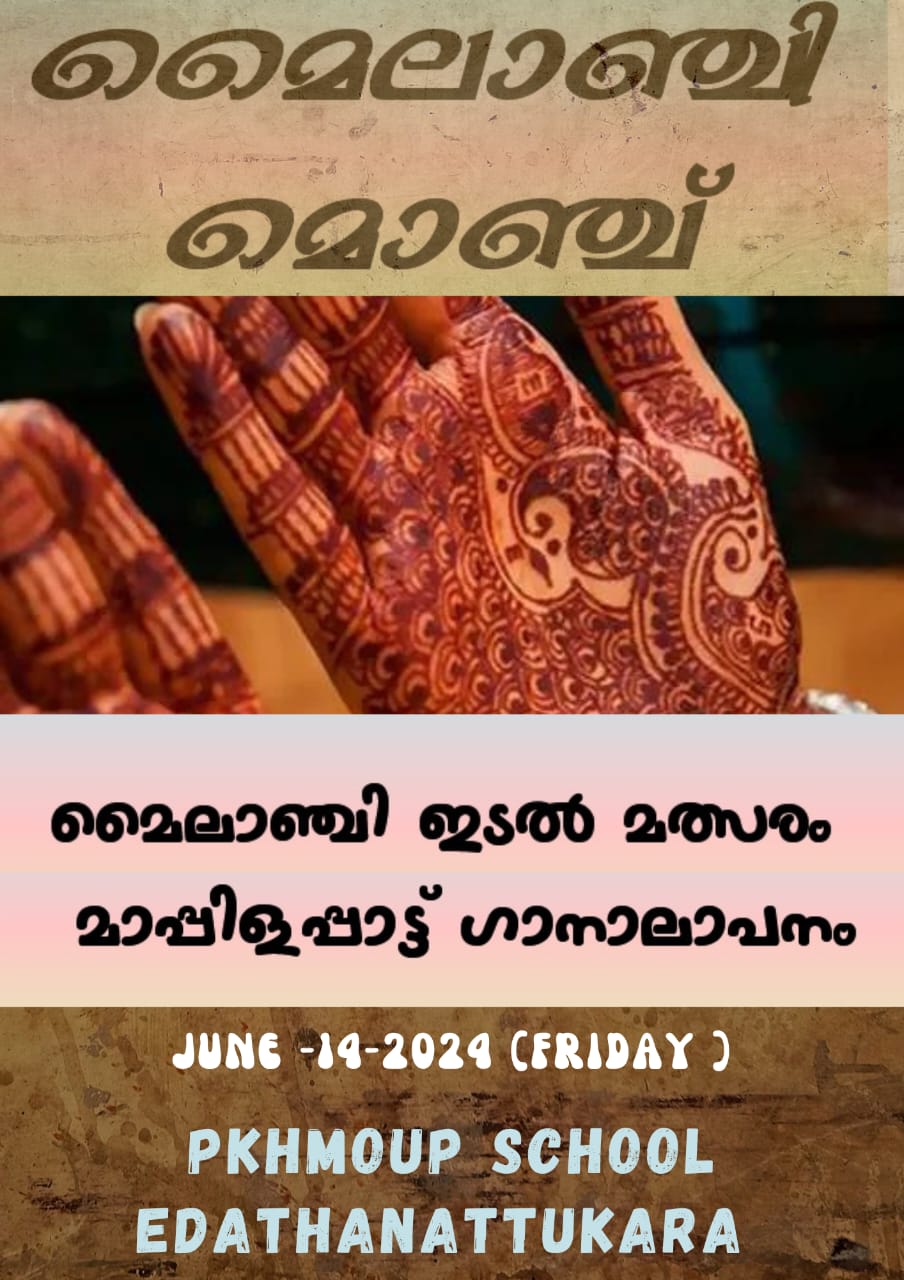 മൈലാഞ്ചി
മൊഞ്ച്
മൈലാഞ്ചി ഇടൽ മത്സരം
മാപ്പിളപ്പാട്ട് ഗാനാലാപനം
JUNE -14-2024 (FRIDAY )
PKHMOUP SCHOOL
EDATHANATTUKARA